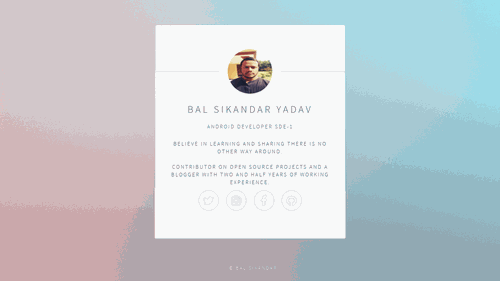 BAL SIKANDAR YADAV
ANDROID DEVELOPER SDE-1
BELIEVE IN LEARNING AND SHARING THERE IS NO
OTHER WAY AROUND
CONTRIBUTOR ON OPEN SOURCE PROJECTS AND A
BLOGGER WITH TWO AND HALF YEARS OF WORKING
EXPERIENCE.
© BAL SIKANDAR